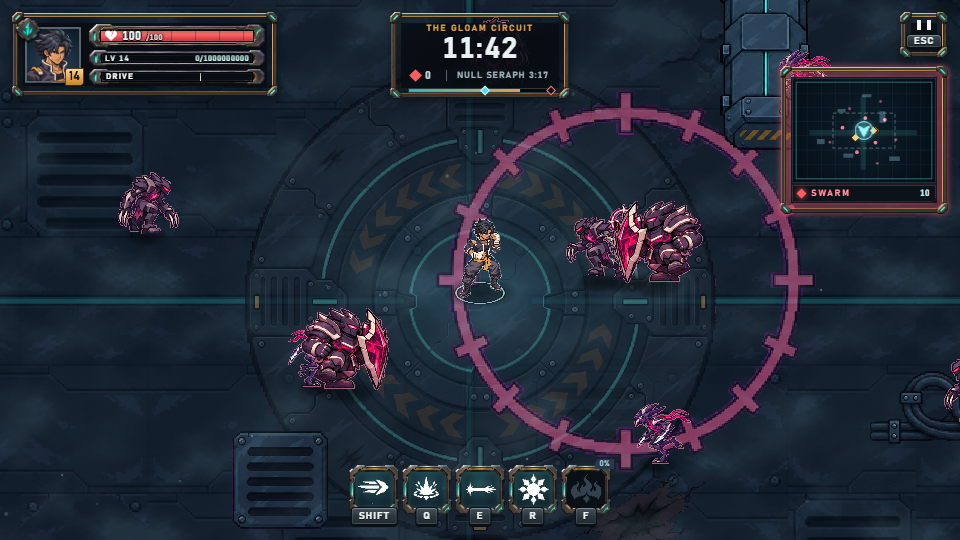 100 /100
LV 14 0/1000000000
DRIVE
14
THE GLOAM CIRCUIT
11:42
0 NULL SERAPH 3:17
ESC
SWARM 10
0%
SHIFT Q E R F